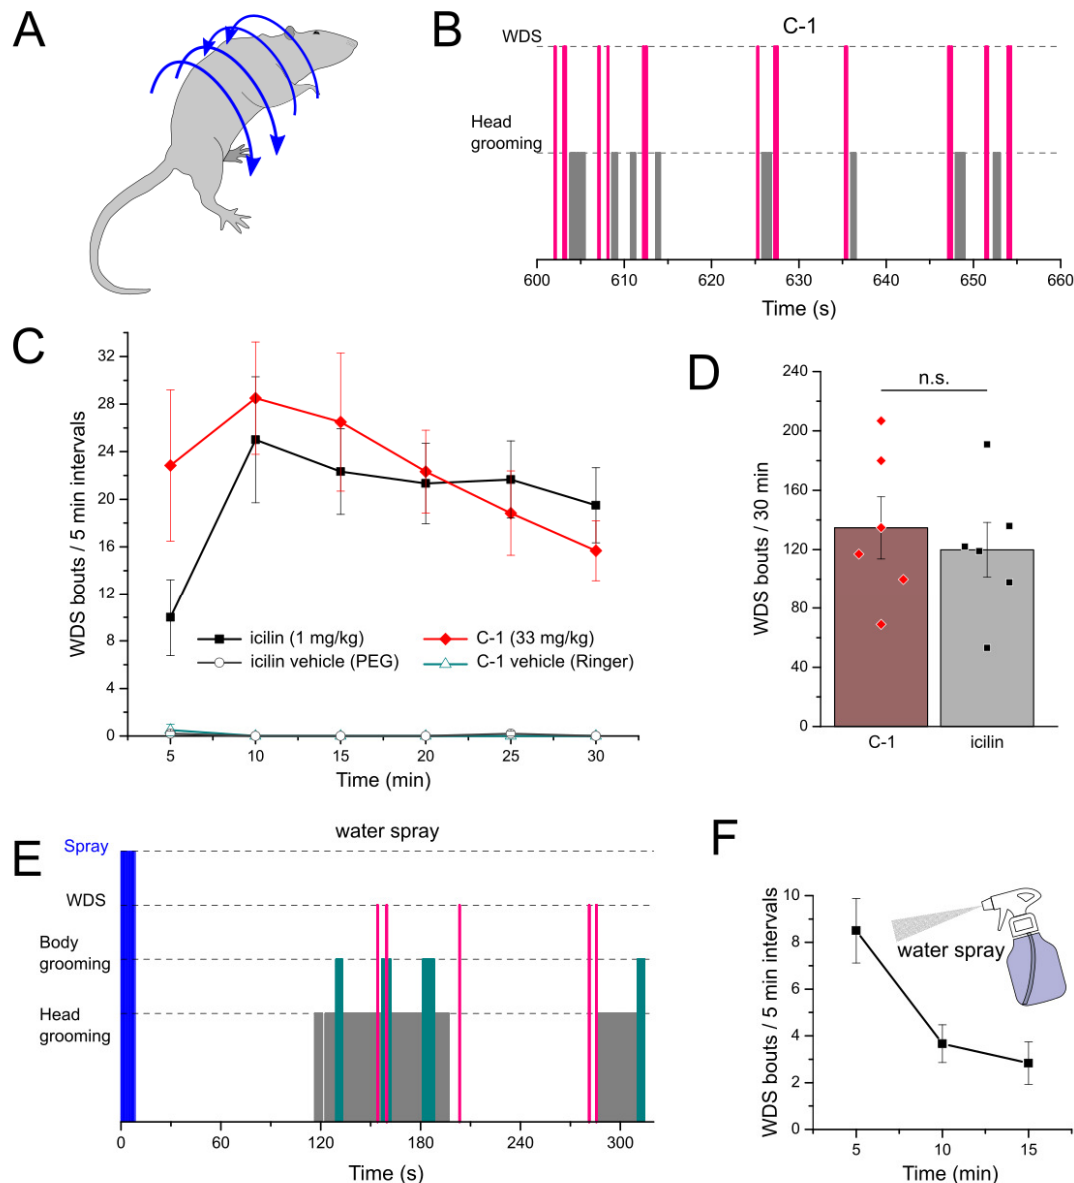 A
B
C-1
WDS
Head
grooming
600 610 620 630 640 650 660
Time (s)
C
WDS bouts / 5 min intervals
32
28
24
20
16
12
8
4
0
icilin (1 mg/kg)
C-1 (33 mg/kg)
icilin vehicle (PEG)
C-1 vehicle (Ringer)
5 10 15 20 25 30
Time (min)
D
n.s.
WDS bouts / 30 min
240
200
160
120
80
40
0
C-1 icilin
E
water spray
Spray
WDS
Body
grooming
Head
grooming
0 60 120 180 240 300
Time (s)
F
water spray
WDS bouts / 5 min intervals
10
8
6
4
2
0
5 10 15
Time (min)